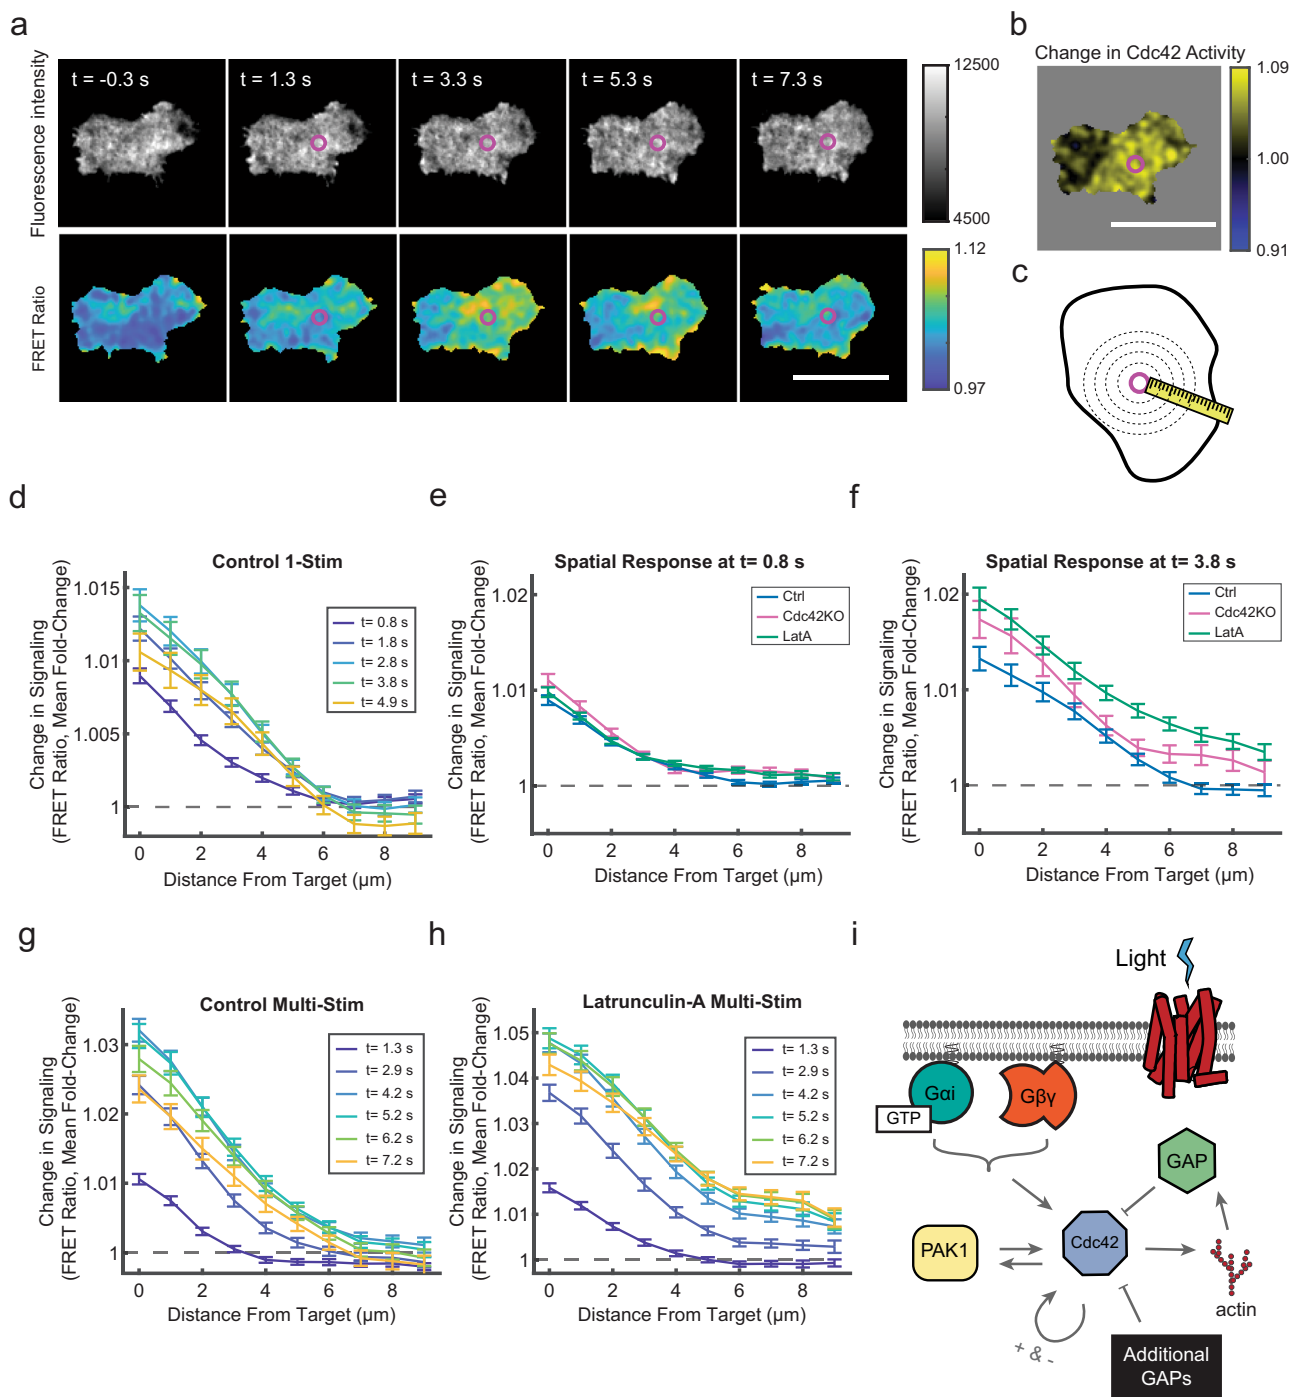 a
Fluorescence intensity
t = -0.3 s
t = 1.3 s
t = 3.3 s
t = 5.3 s
t = 7.3 s
12500
4500
FRET Ratio
1.12
0.97
b
Change in Cdc42 Activity
1.09
1.00
0.91
c
d
Control 1-Stim
Change in Signaling
(FRET Ratio, Mean Fold-Change)
1.015
1.01
1.005
1
t= 0.8 s
t= 1.8 s
t= 2.8 s
t= 3.8 s
t= 4.9 s
0 2 4 6 8
Distance From Target (µm)
e
Spatial Response at t= 0.8 s
Change in Signaling
(FRET Ratio, Mean Fold-Change)
1.02
1.01
1
Ctrl
Cdc42KO
LatA
0 2 4 6 8
Distance From Target (µm)
f
Spatial Response at t= 3.8 s
Change in Signaling
(FRET Ratio, Mean Fold-Change)
1.02
1.01
1
Ctrl
Cdc42KO
LatA
0 2 4 6 8
Distance From Target (µm)
g
Control Multi-Stim
Change in Signaling
(FRET Ratio, Mean Fold-Change)
1.03
1.02
1.01
1
t= 1.3 s
t= 2.9 s
t= 4.2 s
t= 5.2 s
t= 6.2 s
t= 7.2 s
0 2 4 6 8
Distance From Target (µm)
h
Latrunculin-A Multi-Stim
Change in Signaling
(FRET Ratio, Mean Fold-Change)
1.05
1.04
1.03
1.02
1.01
1
t= 1.3 s
t= 2.9 s
t= 4.2 s
t= 5.2 s
t= 6.2 s
t= 7.2 s
0 2 4 6 8
Distance From Target (µm)
i
Light
Gαi
GTP
Gβγ
GAP
PAK1
Cdc42
actin
+ & -
Additional
GAPs